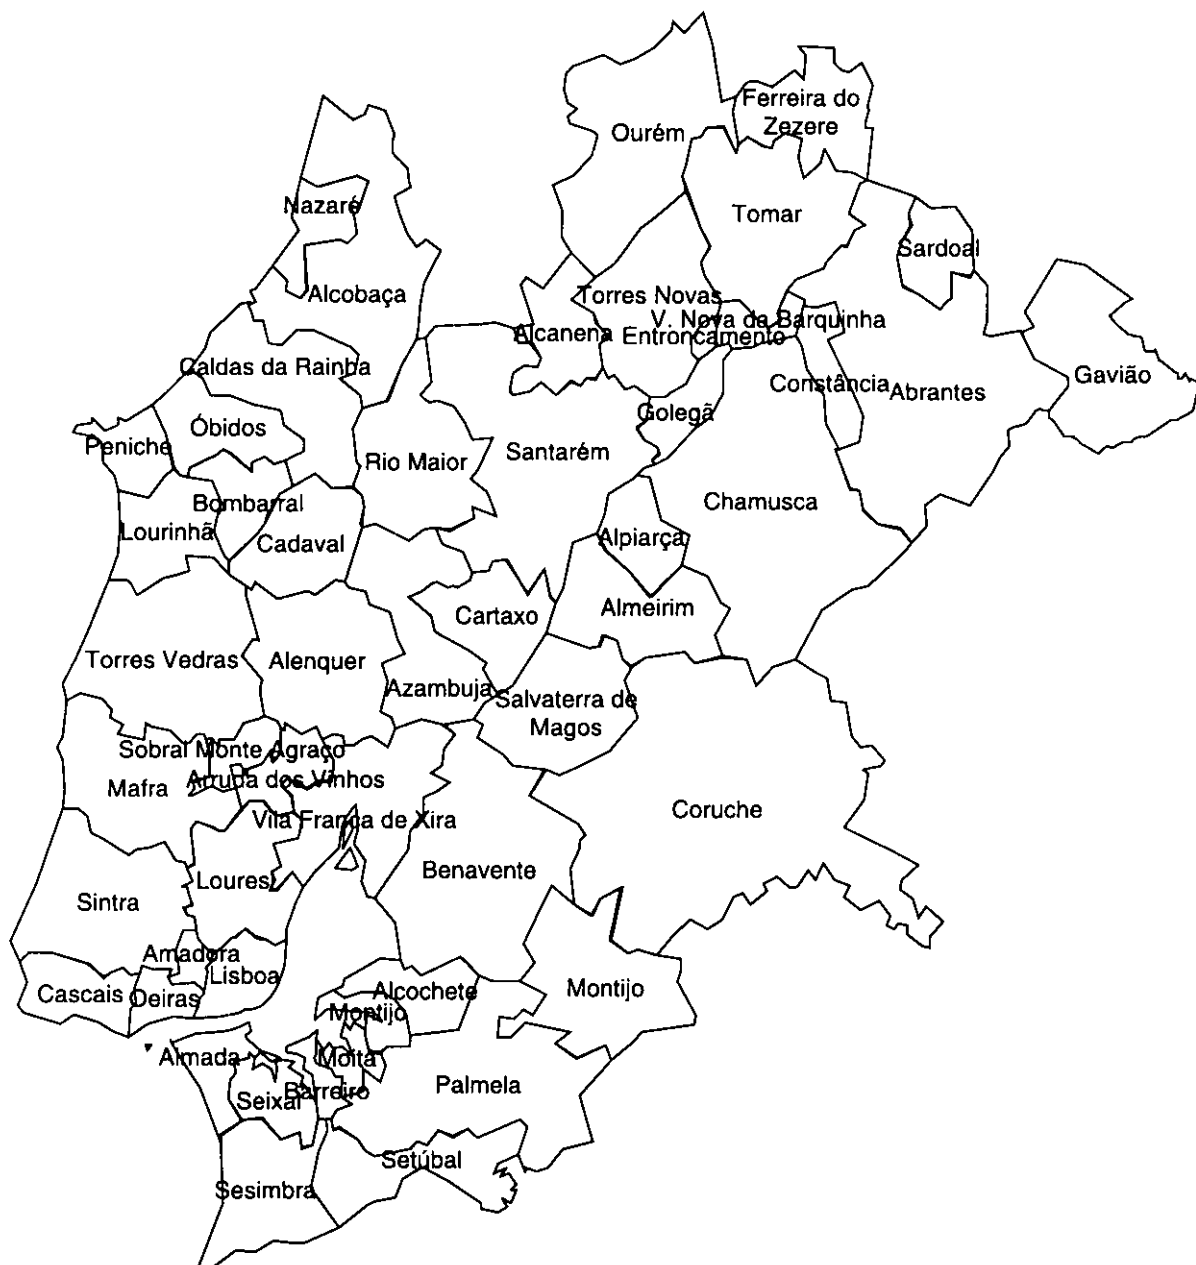 Ferreira do
Zezere
Ourém
Nazaré
Tomar
Sardoal
Alcobaça
Torres Novas
V. Nova da Barquinha
Alcanena
Entroncamento
Caldas da Rainha
Constância
Abrantes
Gavião
Golegã
Óbidos
Peniche
Rio Maior
Santarém
Bombarral
Chamusca
Lourinhã
Cadaval
Alpiarça
Cartaxo
Almeirim
Torres Vedras
Alenquer
Azambuja
Salvaterra de
Magos
Sobral Monte Agraço
Arruda dos Vinhos
Mafra
Vila Franca de Xira
Coruche
Benavente
Loures
Sintra
Amadora
Lisboa
Cascais
Oeiras
Alcochete
Montijo
Montijo
Almada
Moita
Barreiro
Seixal
Palmela
Setúbal
Sesimbra